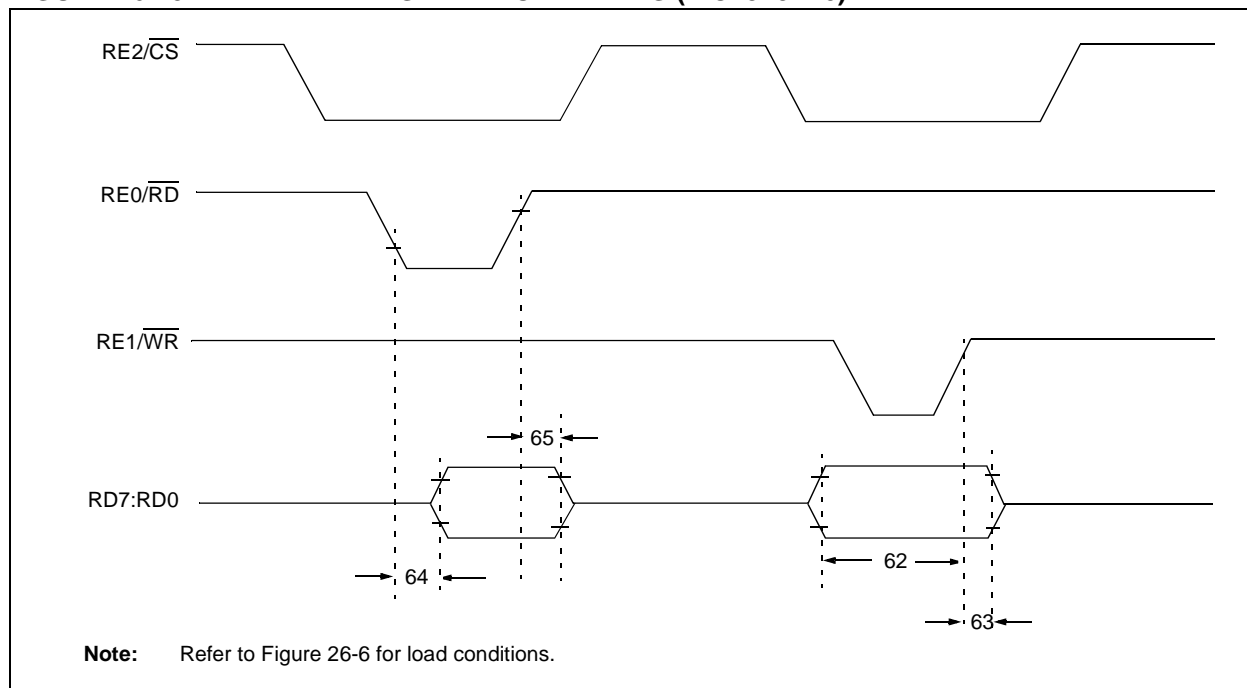 RE2/CS
RE0/RD
RE1/WR
65
RD7:RD0
64
62
63
Note: Refer to Figure 26-6 for load conditions.